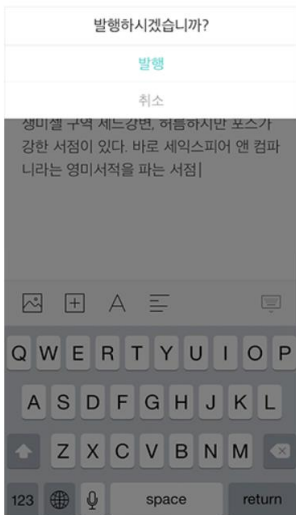 발행하시겠습니까?
발행
취소
생미셸 구역 세느강변, 허름하지만 포스가
강한 서점이 있다. 바로 세익스피어 앤 컴파
니라는 영미서적을 파는 서점
A
Q W E R T Y U I O P
A S D F G H J K L
Z X C V B N M
123 space return